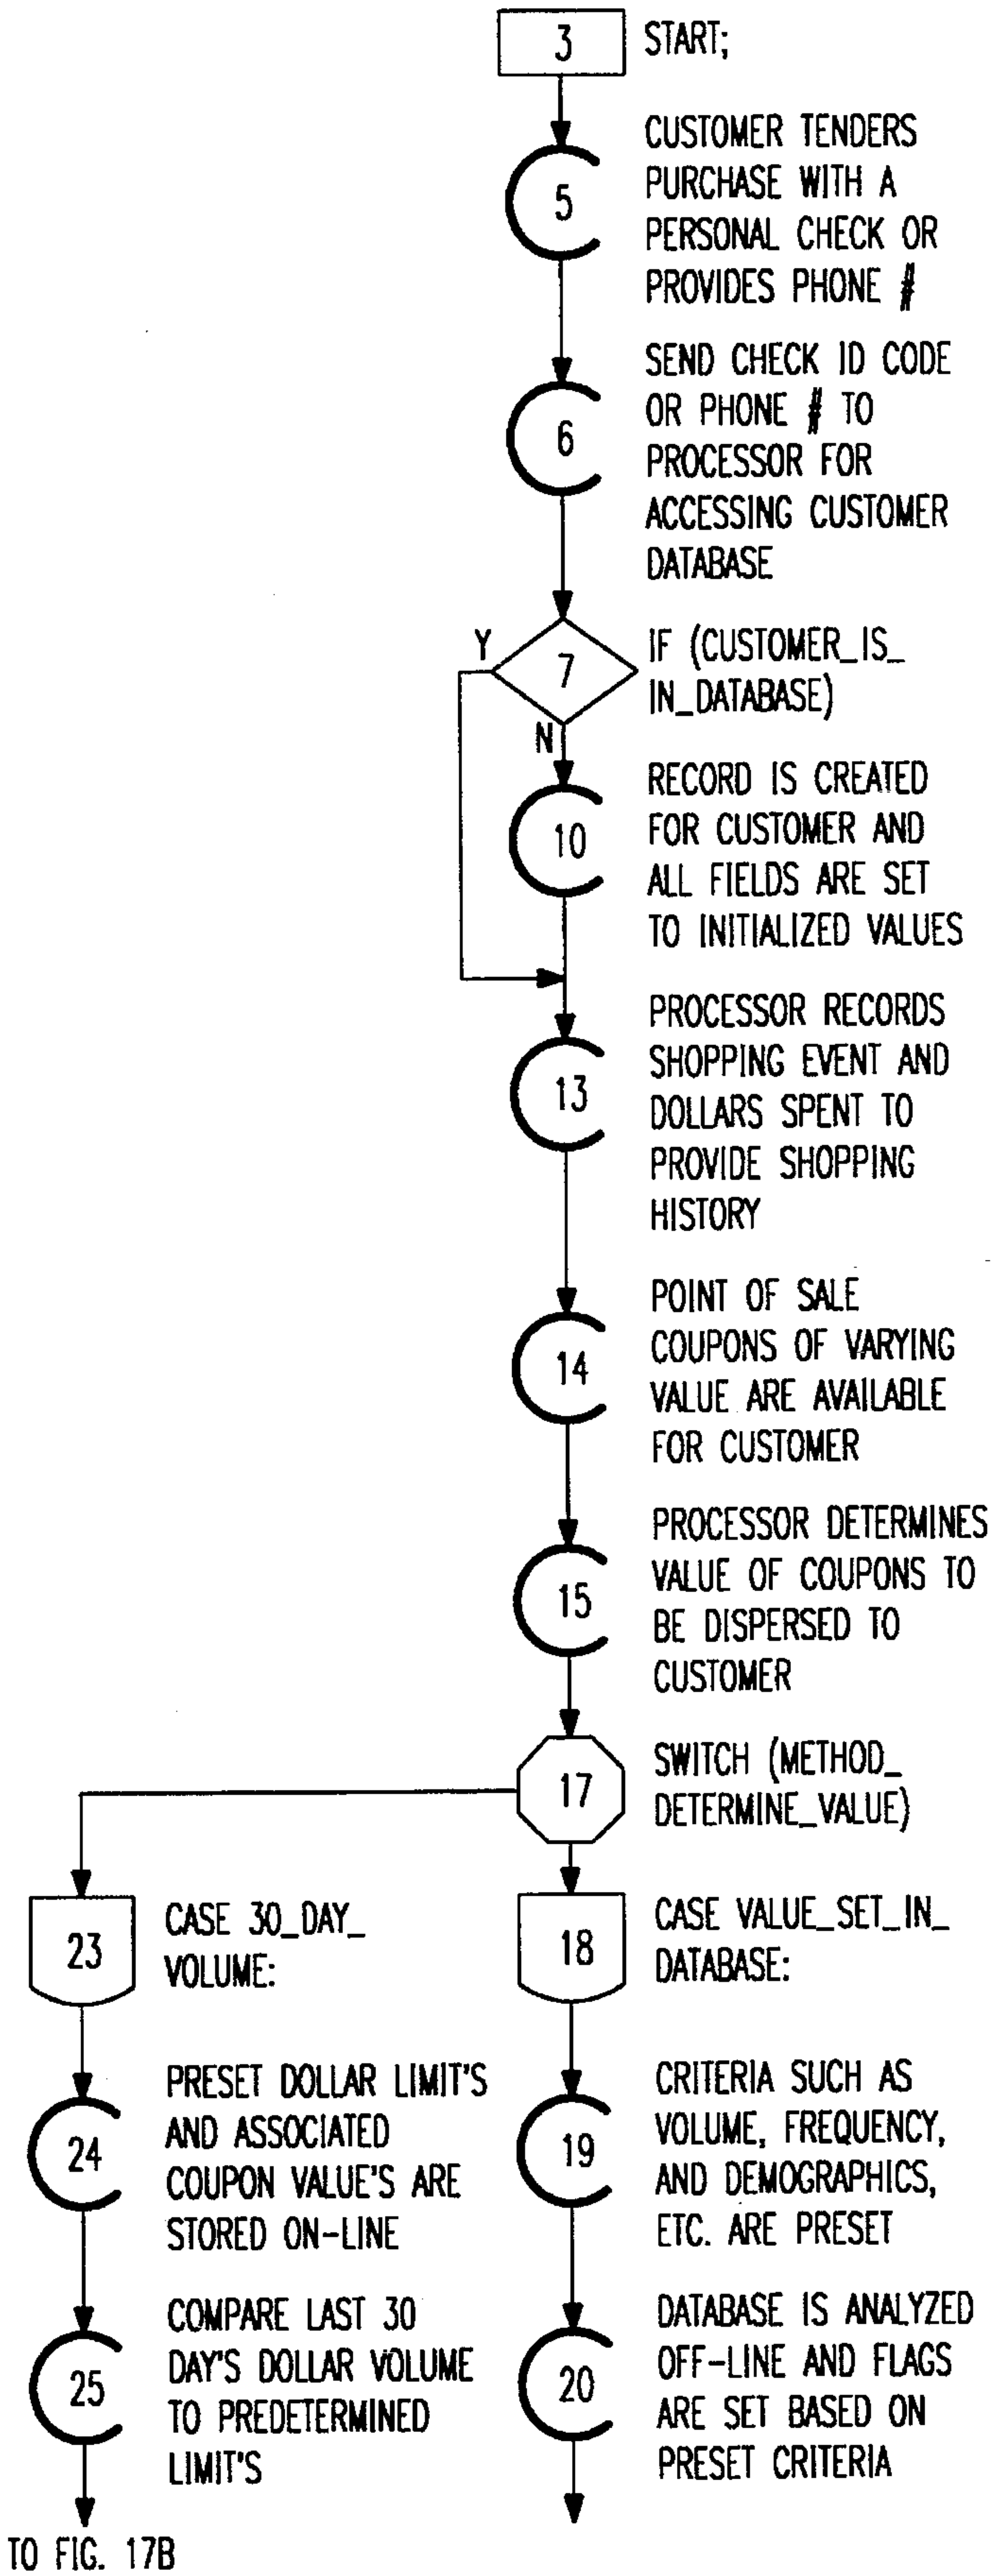 3 START;
5
CUSTOMER TENDERS
PURCHASE WITH A
PERSONAL CHECK OR
PROVIDES PHONE #
6
SEND CHECK ID CODE
OR PHONE # TO
PROCESSOR FOR
ACCESSING CUSTOMER
DATABASE
Y
7
N
IF (CUSTOMER_IS_
IN_DATABASE)
10
RECORD IS CREATED
FOR CUSTOMER AND
ALL FIELDS ARE SET
TO INITIALIZED VALUES
13
PROCESSOR RECORDS
SHOPPING EVENT AND
DOLLARS SPENT TO
PROVIDE SHOPPING
HISTORY
14
POINT OF SALE
COUPONS OF VARYING
VALUE ARE AVAILABLE
FOR CUSTOMER
15
PROCESSOR DETERMINES
VALUE OF COUPONS TO
BE DISPERSED TO
CUSTOMER
17
SWITCH (METHOD_
DETERMINE_VALUE)
23
CASE 30_DAY_
VOLUME:
18
CASE VALUE_SET_IN_
DATABASE:
24
PRESET DOLLAR LIMIT'S
AND ASSOCIATED
COUPON VALUE'S ARE
STORED ON-LINE
19
CRITERIA SUCH AS
VOLUME, FREQUENCY,
AND DEMOGRAPHICS,
ETC. ARE PRESET
25
COMPARE LAST 30
DAY'S DOLLAR VOLUME
TO PREDETERMINED
LIMIT'S
20
DATABASE IS ANALYZED
OFF-LINE AND FLAGS
ARE SET BASED ON
PRESET CRITERIA
TO FIG. 17B